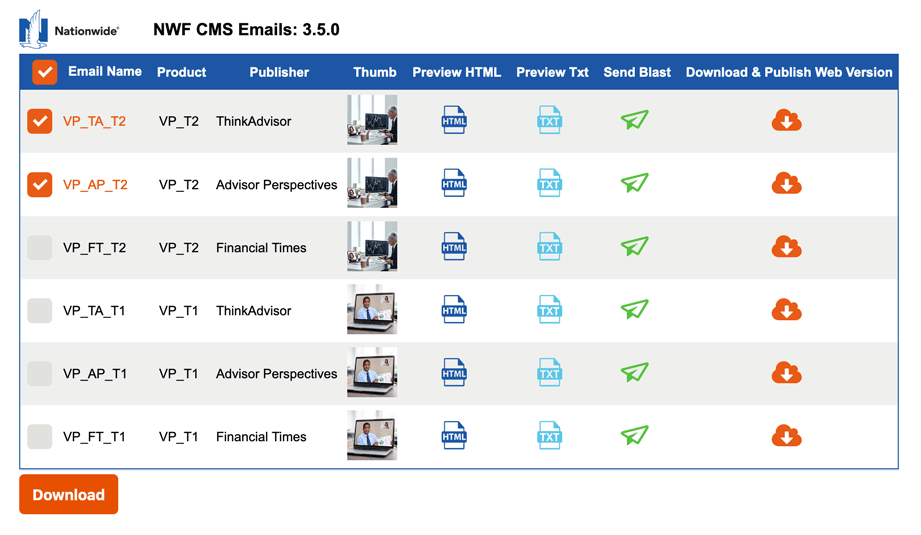 Nationwide® NWF CMS Emails: 3.5.0
Email Name Product Publisher Thumb Preview HTML Preview Txt Send Blast Download & Publish Web Version
VP_TA_T2 VP_T2 ThinkAdvisor HTML TXT
VP_AP_T2 VP_T2 Advisor Perspectives HTML TXT
VP_FT_T2 VP_T2 Financial Times HTML TXT
VP_TA_T1 VP_T1 ThinkAdvisor HTML TXT
VP_AP_T1 VP_T1 Advisor Perspectives HTML TXT
VP_FT_T1 VP_T1 Financial Times HTML TXT
Download